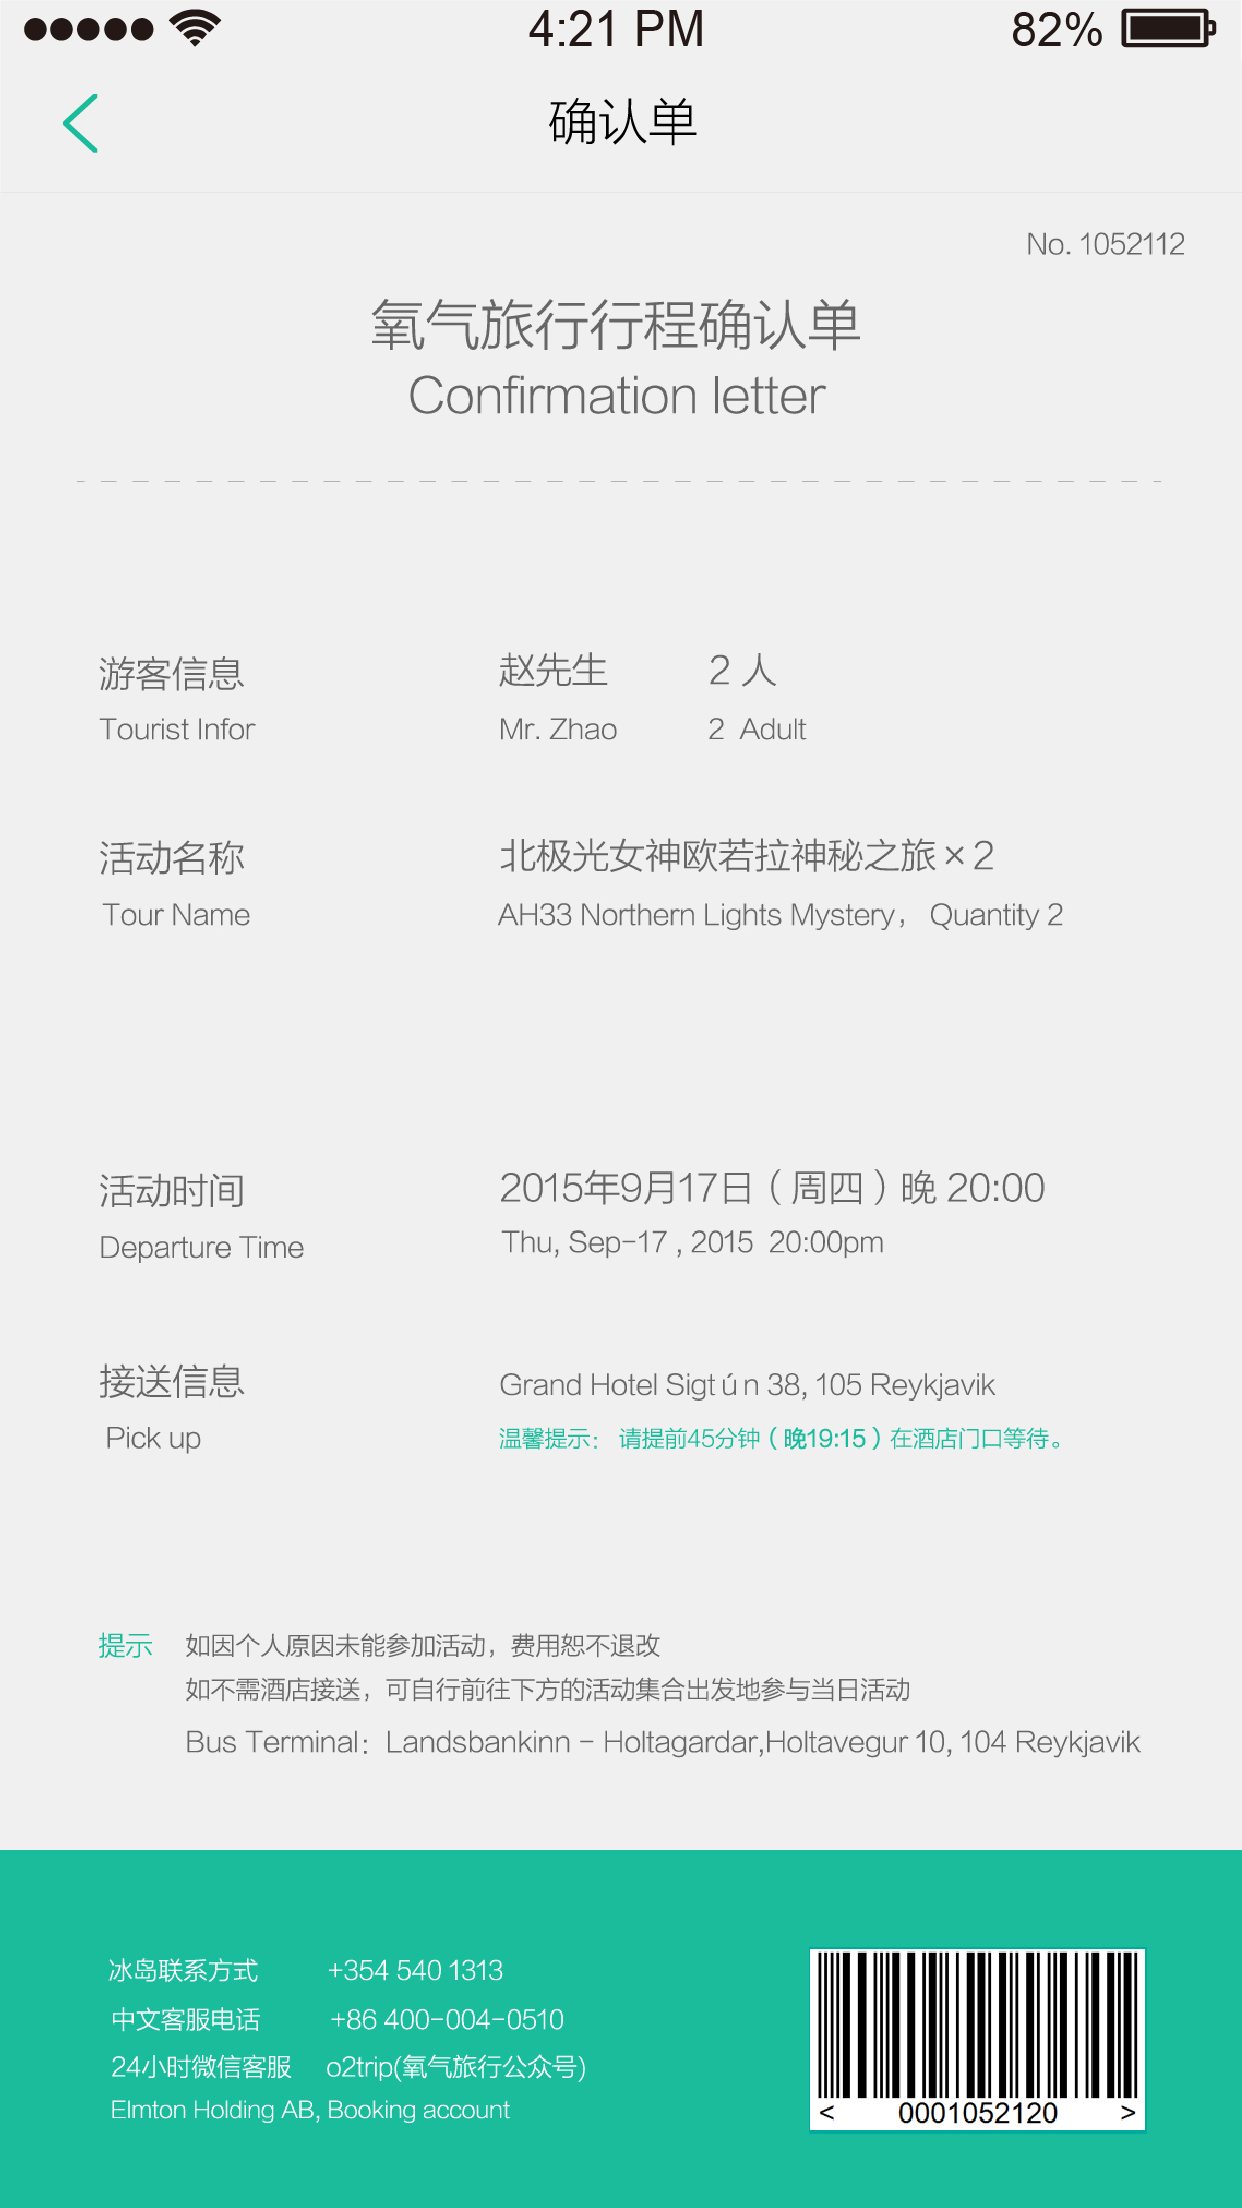 4:21 PM 82%
确认单
No. 1052112
氧气旅行行程确认单
Confirmation letter
游客信息 赵先生 2 人
Tourist Infor Mr. Zhao 2 Adult
活动名称 北极光女神欧若拉神秘之旅 × 2
Tour Name AH33 Northern Lights Mystery， Quantity 2
活动时间 2015年9月17日（周四）晚 20:00
Departure Time Thu, Sep-17 , 2015 20:00pm
接送信息 Grand Hotel Sigt ú n 38, 105 Reykjavik
Pick up 温馨提示： 请提前45分钟（晚19:15）在酒店门口等待。
提示 如因个人原因未能参加活动，费用恕不退改
如不需酒店接送，可自行前往下方的活动集合出发地参与当日活动
Bus Terminal：Landsbankinn - Holtagardar,Holtavegur 10, 104 Reykjavik
冰岛联系方式 +354 540 1313
中文客服电话 +86 400-004-0510
24小时微信客服 o2trip(氧气旅行公众号)
Elmton Holding AB, Booking account
< 0001052120 >